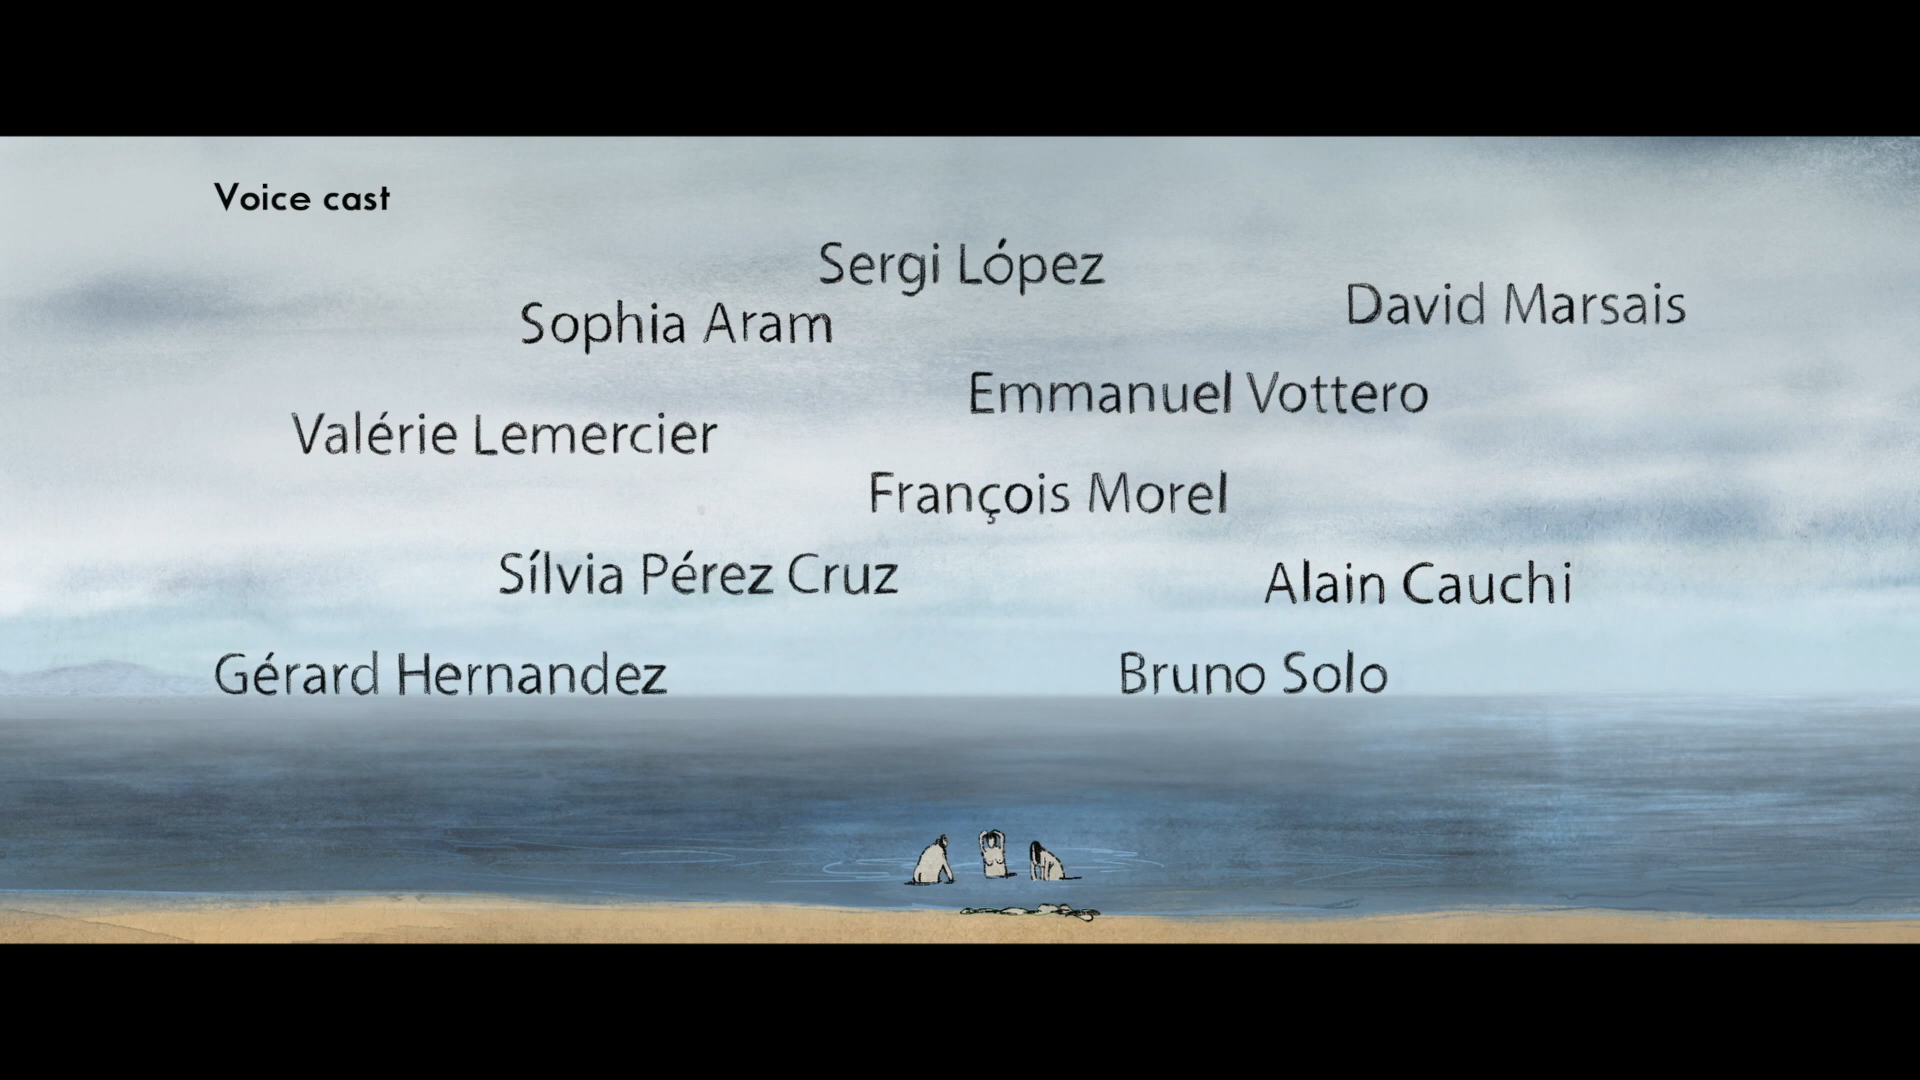 Voice cast
Sergi López
David Marsais
Sophia Aram
Emmanuel Vottero
Valérie Lemercier
François Morel
Sílvia Pérez Cruz
Alain Cauchi
Gérard Hernandez
Bruno Solo